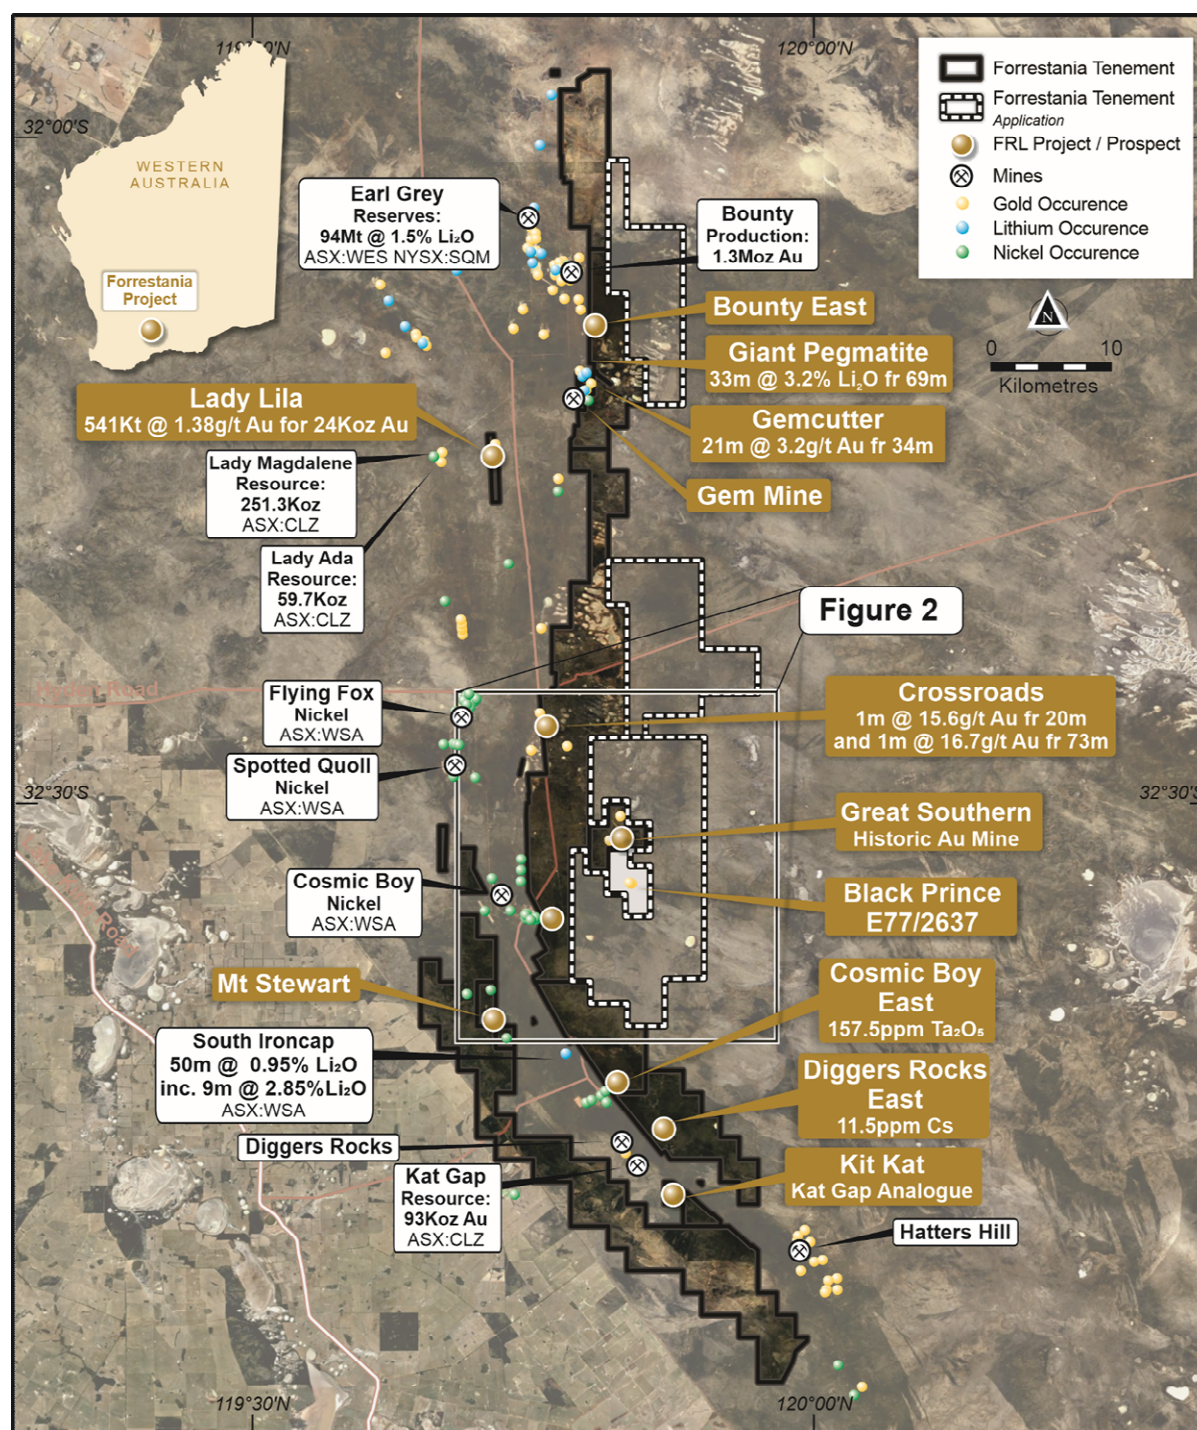 119°30'N
120°00'N
32°00'S
WESTERN
AUSTRALIA
Forrestania
Project
Forrestania Tenement
Forrestania Tenement
Application
FRL Project / Prospect
Mines
Gold Occurence
Lithium Occurence
Nickel Occurence
N
0 10
Kilometres
Earl Grey
Reserves:
94Mt @ 1.5% Li₂O
ASX:WES NYSX:SQM
Bounty
Production:
1.3Moz Au
Bounty East
Giant Pegmatite
33m @ 3.2% Li₂O fr 69m
Gemcutter
21m @ 3.2g/t Au fr 34m
Gem Mine
Lady Lila
541Kt @ 1.38g/t Au for 24Koz Au
Lady Magdalene
Resource:
251.3Koz
ASX:CLZ
Lady Ada
Resource:
59.7Koz
ASX:CLZ
Figure 2
Road
Flying Fox
Nickel
ASX:WSA
Spotted Quoll
Nickel
ASX:WSA
Crossroads
1m @ 15.6g/t Au fr 20m
and 1m @ 16.7g/t Au fr 73m
32°30'S
32°30'S
Great Southern
Historic Au Mine
Black Prince
E77/2637
Cosmic Boy
Nickel
ASX:WSA
Road
Mt Stewart
Cosmic Boy
East
157.5ppm Ta₂O₅
South Ironcap
50m @ 0.95% Li₂O
inc. 9m @ 2.85%Li₂O
ASX:WSA
Diggers Rocks
East
11.5ppm Cs
Diggers Rocks
Kat Gap
Resource:
93Koz Au
ASX:CLZ
Kit Kat
Kat Gap Analogue
Hatters Hill
119°30'N
120°00'N